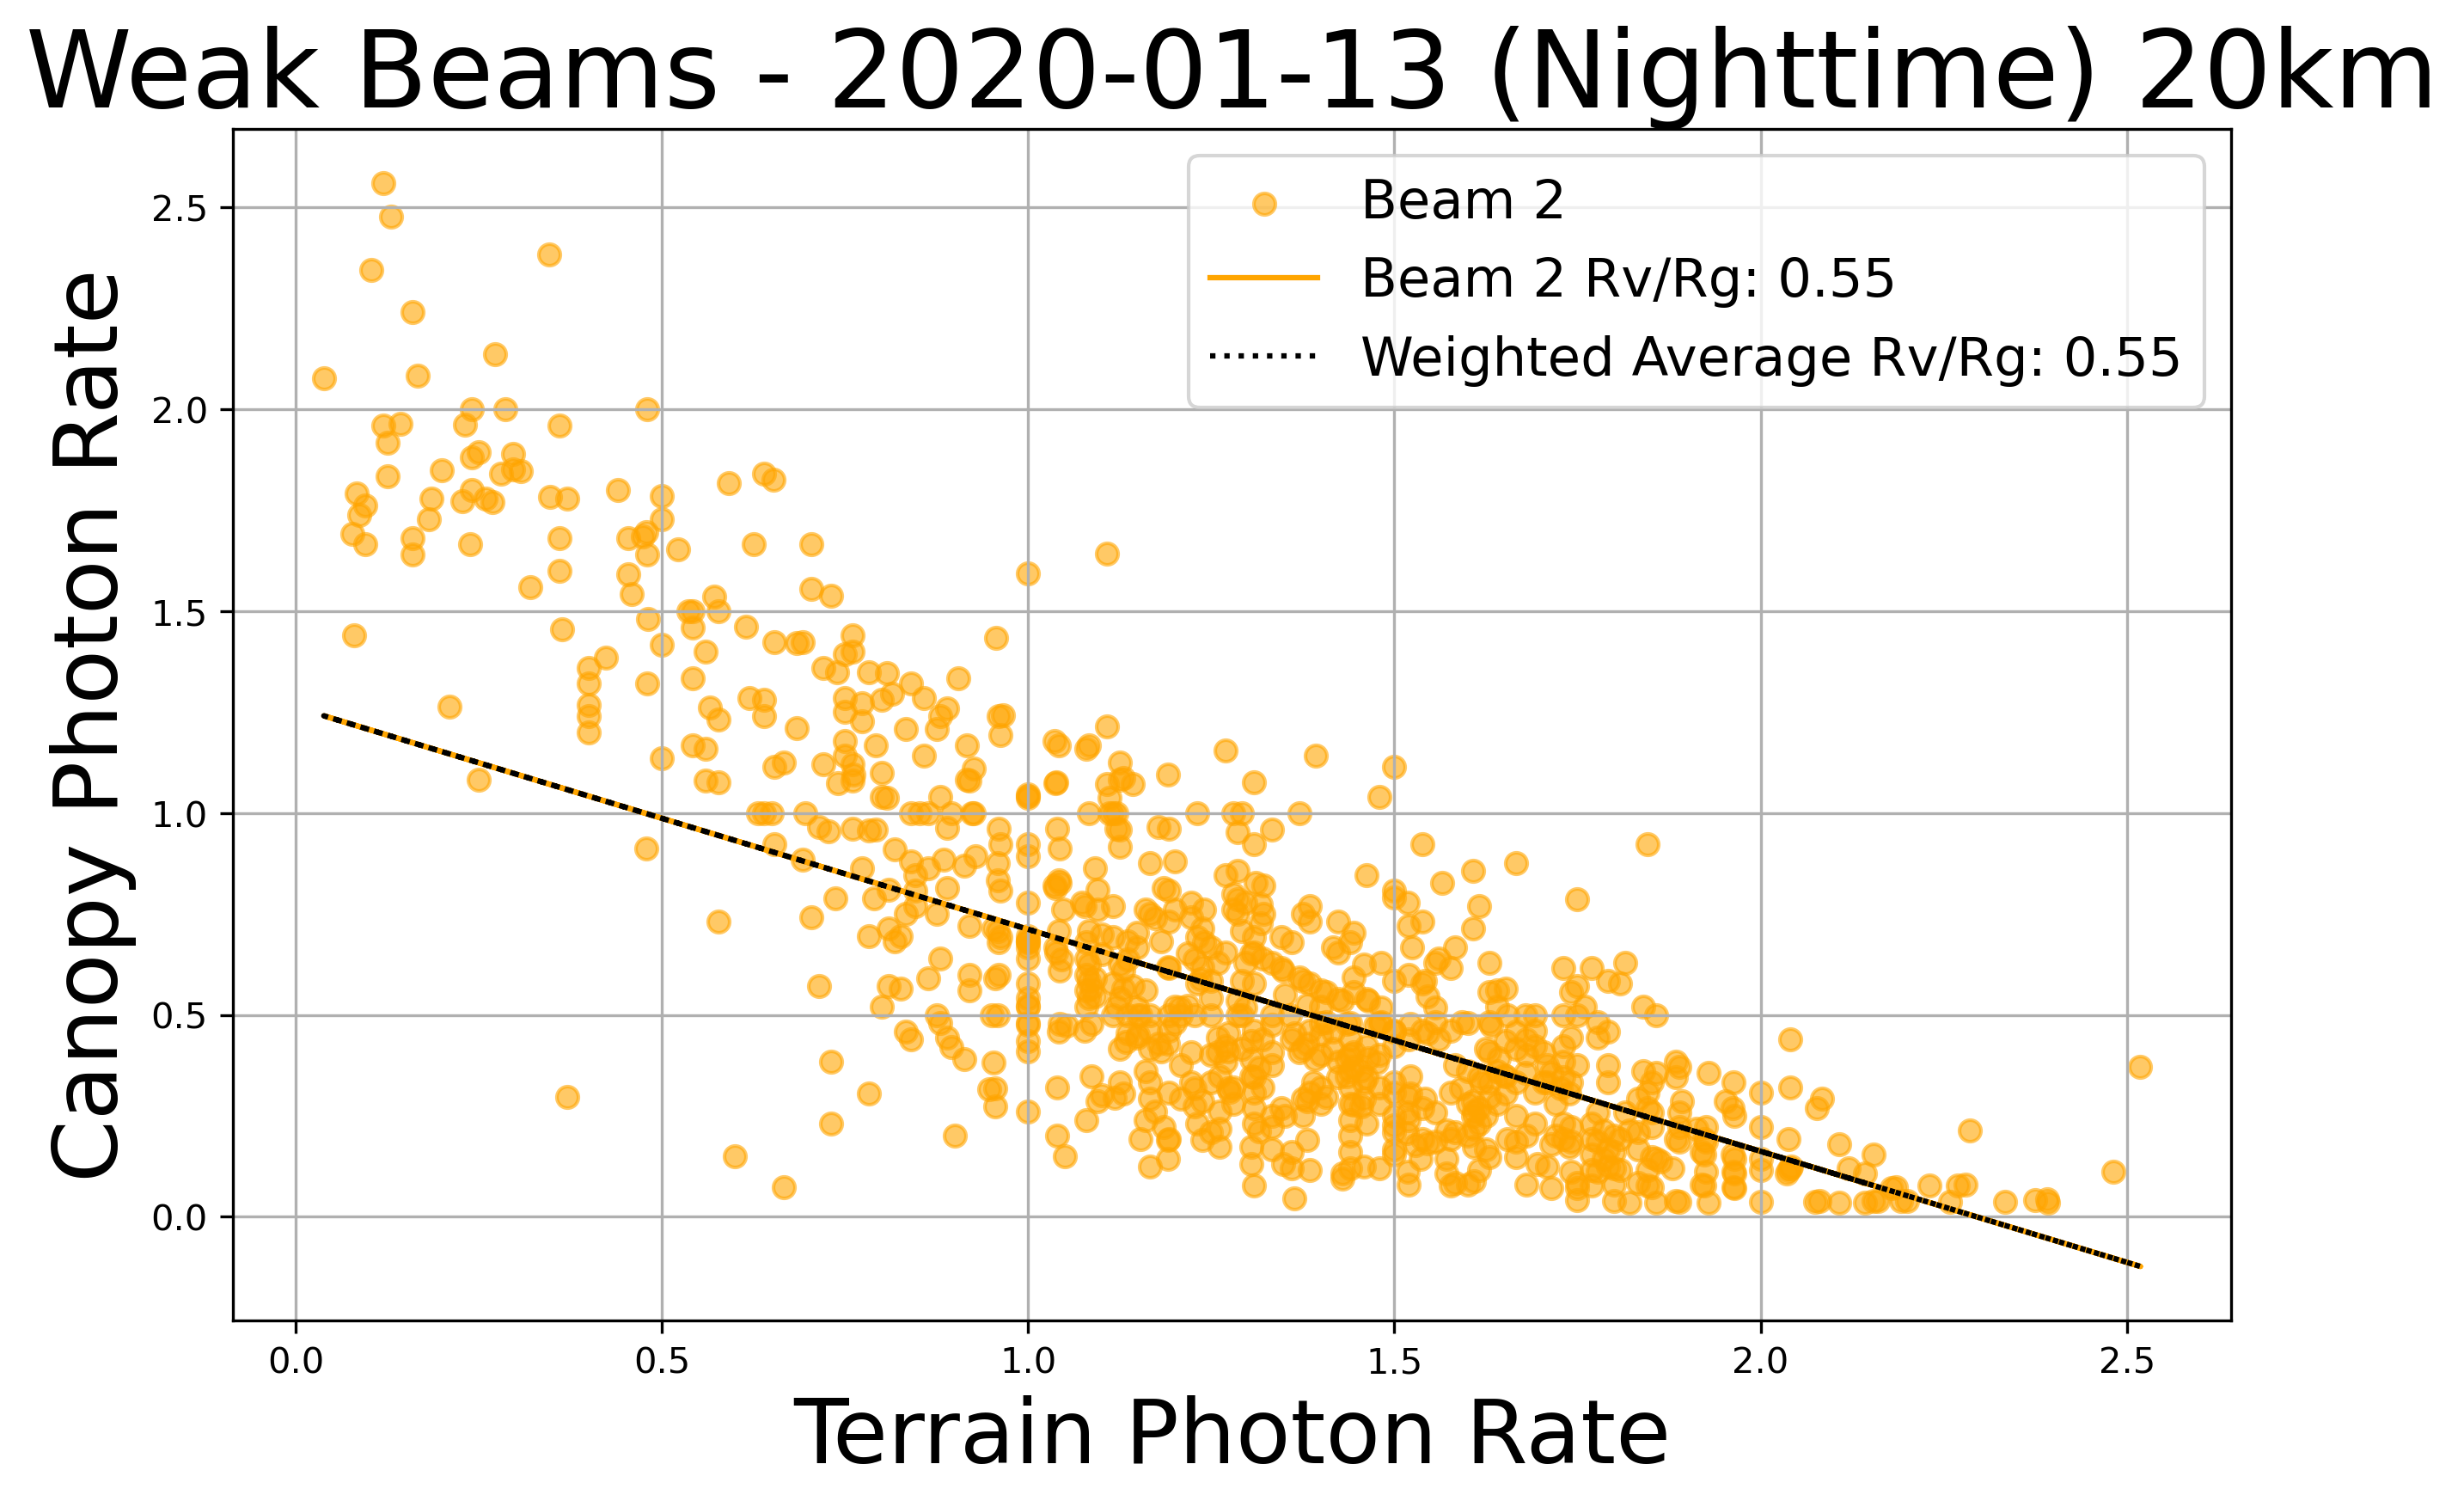 Weak Beams - 2020-01-13 (Nighttime) 20km
Beam 2
Beam 2 Rv/Rg: 0.55
Weighted Average Rv/Rg: 0.55
Canopy Photon Rate
2.5
2.0
1.5
1.0
0.5
0.0
0.0 0.5 1.0 1.5 2.0 2.5
Terrain Photon Rate